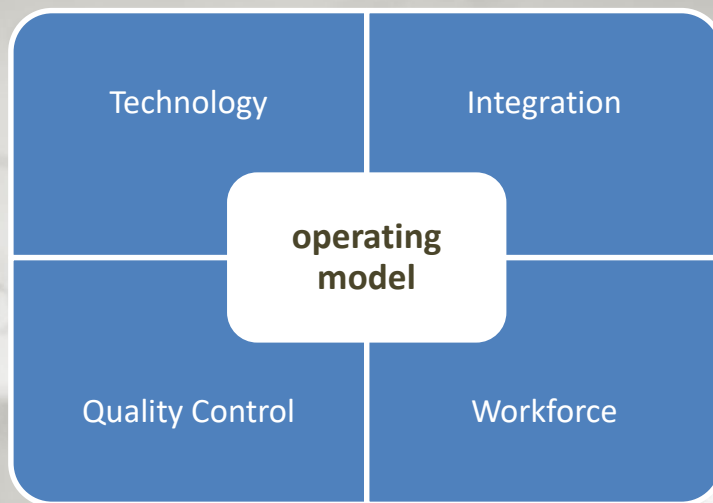 Technology
Integration
operating
model
Quality Control
Workforce